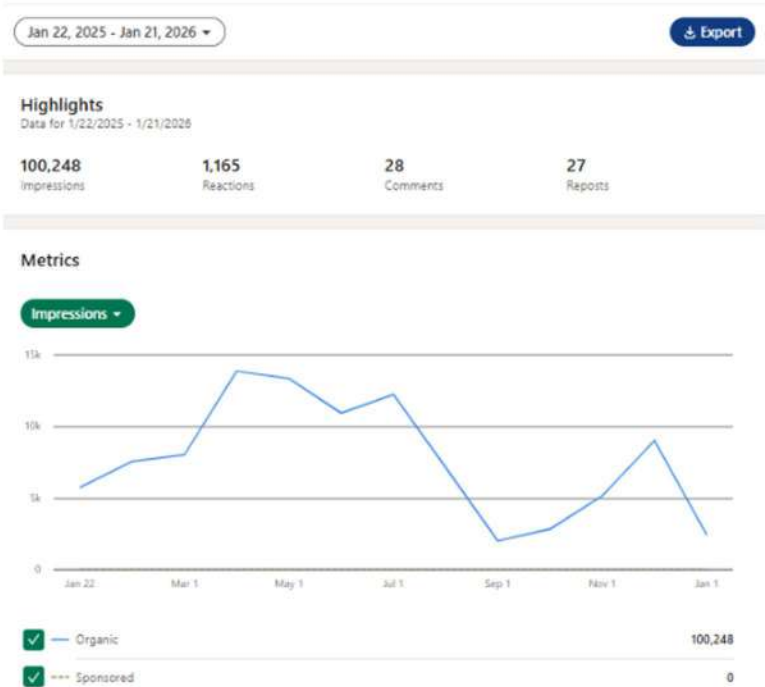 Jan 22, 2025 - Jan 21, 2026
Export
Highlights
Data for 1/22/2025 - 1/21/2026
100,248 1,165 28 27
Impressions Reactions Comments Reposts
Metrics
Impressions
15k
10k
5k
0
Jan 22 Mar 1 May 1 Jul 1 Sep 1 Nov 1 Jan 1
Organic 100,248
Sponsored 0